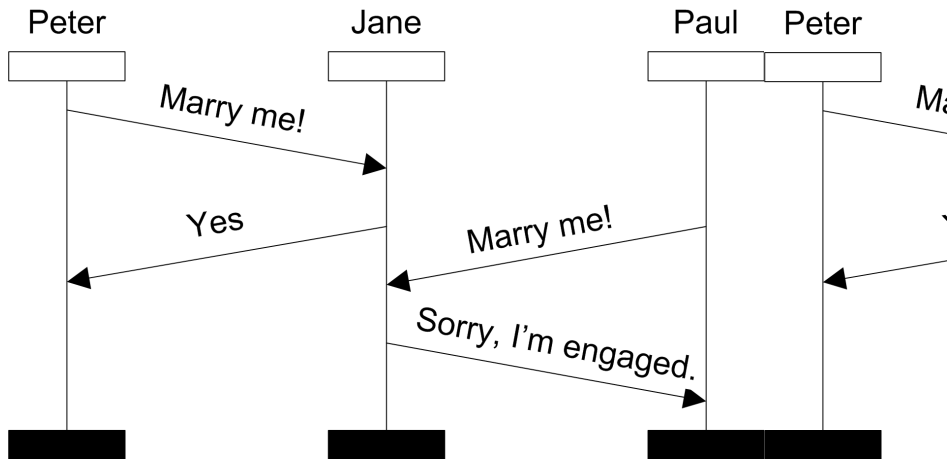 Peter Jane Paul Peter
Marry me!
Yes
Marry me!
Sorry, I'm engaged.